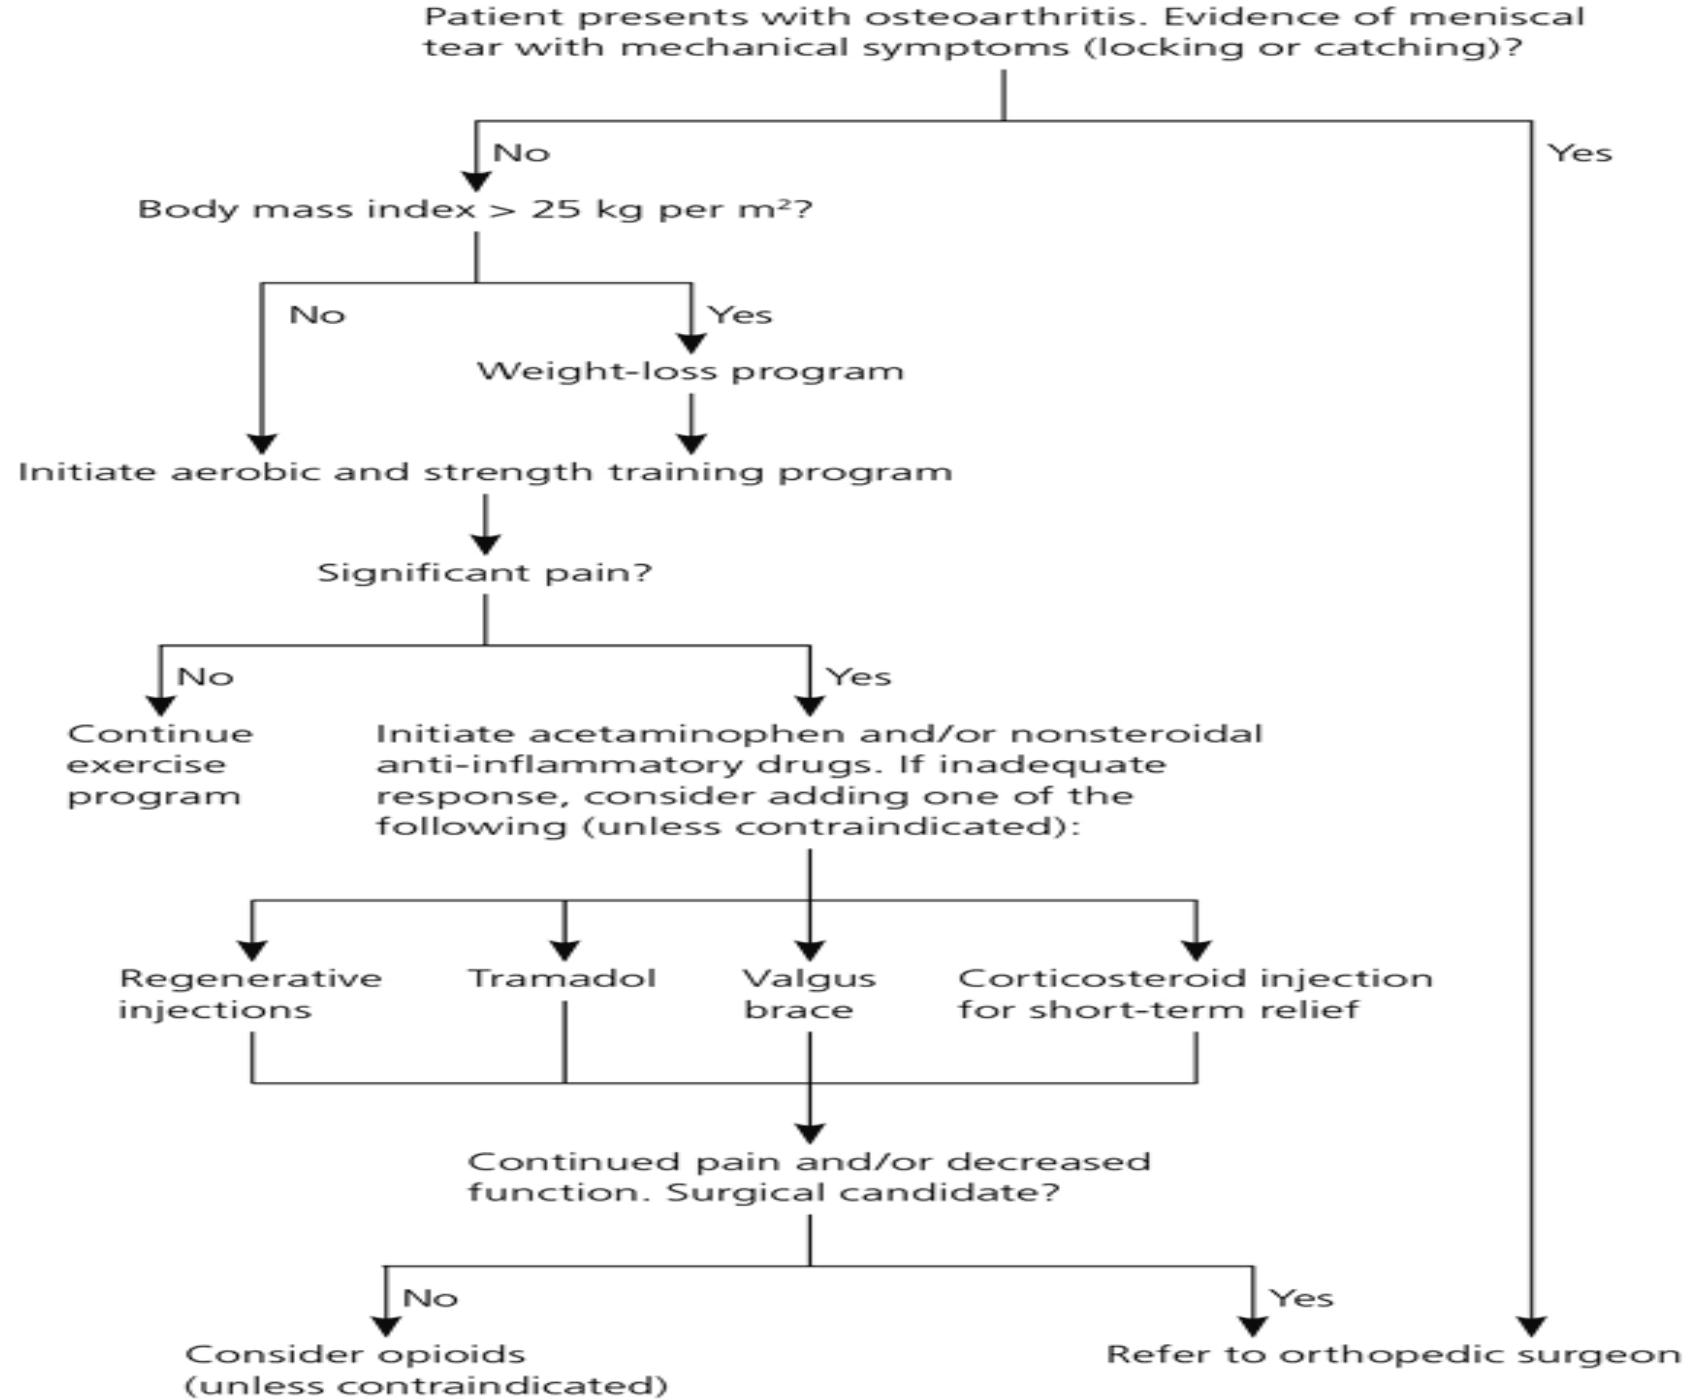 Patient presents with osteoarthritis. Evidence of meniscal
tear with mechanical symptoms (locking or catching)?
No
Yes
Body mass index > 25 kg per m²?
No
Yes
Weight-loss program
Initiate aerobic and strength training program
Significant pain?
No
Yes
Continue
exercise
program
Initiate acetaminophen and/or nonsteroidal
anti-inflammatory drugs. If inadequate
response, consider adding one of the
following (unless contraindicated):
Regenerative
injections
Tramadol
Valgus
brace
Corticosteroid injection
for short-term relief
Continued pain and/or decreased
function. Surgical candidate?
No
Yes
Consider opioids
(unless contraindicated)
Refer to orthopedic surgeon